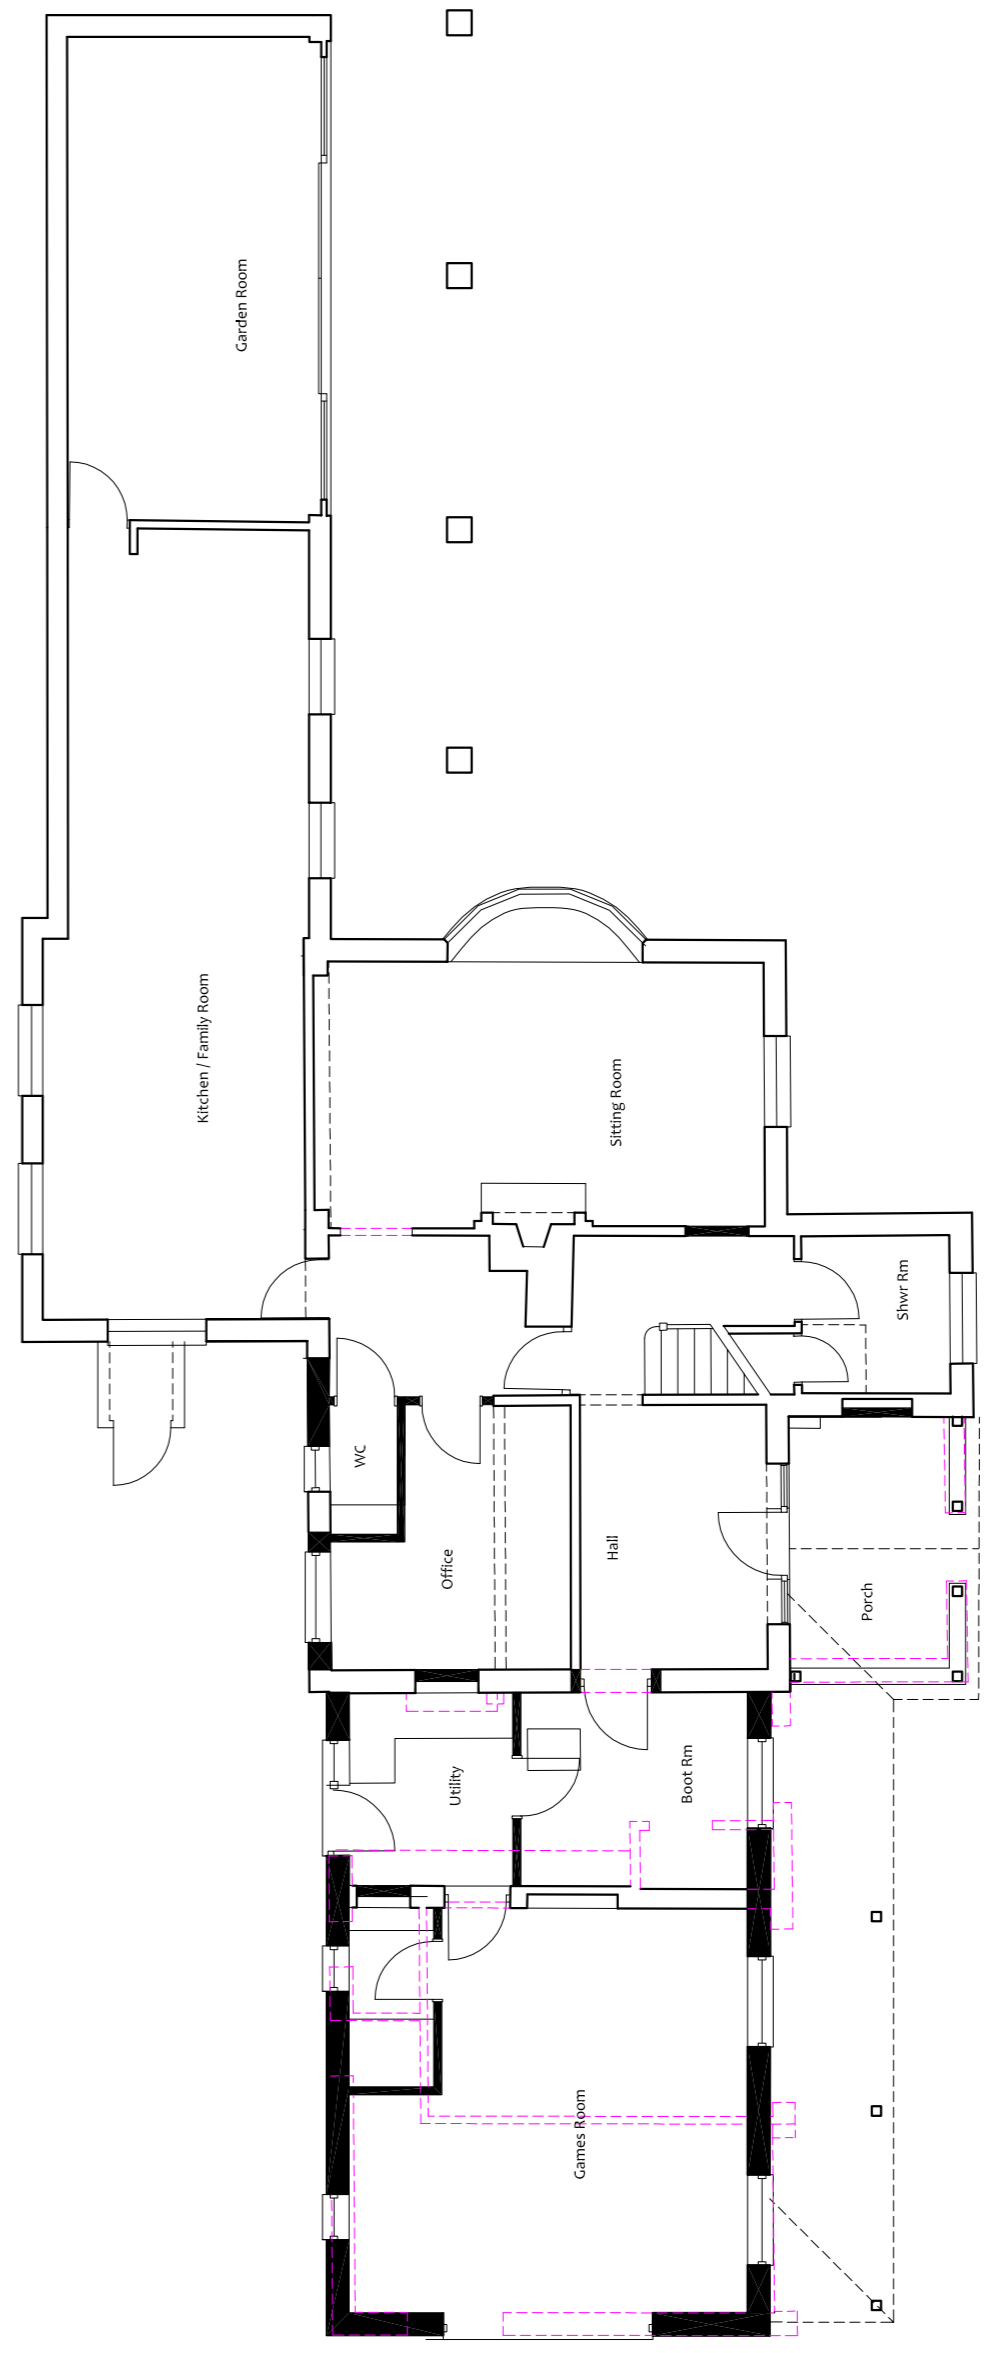 Garden Room
Kitchen / Family Room
Sitting Room
Shwr Rm
WC
Office
Hall
Porch
Utility
Boot Rm
Games Room